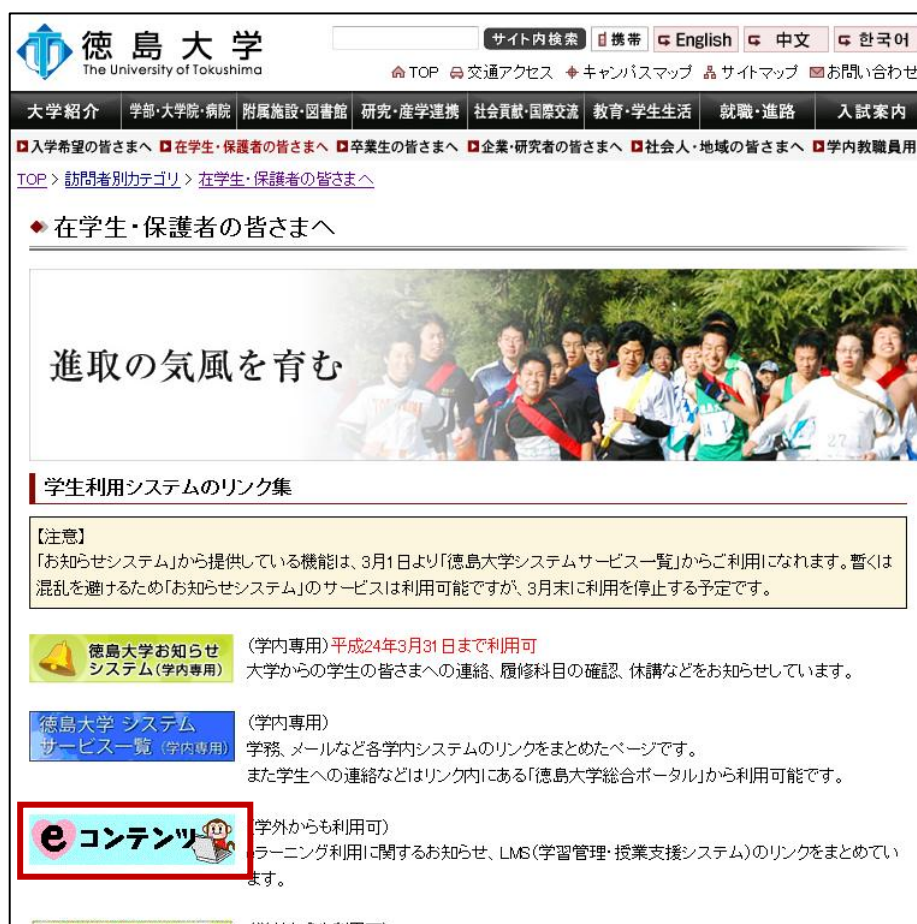 徳島大学
The University of Tokushima
サイト内検索 携帯 English 中文 한국어
TOP 交通アクセス キャンパスマップ サイトマップ お問い合わせ
大学紹介 学部・大学院・病院 附属施設・図書館 研究・産学連携 社会貢献・国際交流 教育・学生生活 就職・進路 入試案内
入学希望の皆さまへ 在学生・保護者の皆さまへ 卒業生の皆さまへ 企業・研究者の皆さまへ 社会人・地域の皆さまへ 学内教職員用
TOP > 訪問者別カテゴリ > 在学生・保護者の皆さまへ
在学生・保護者の皆さまへ
進取の気風を育む
学生利用システムのリンク集
【注意】
「お知らせシステム」から提供している機能は、3月1日より「徳島大学システムサービス一覧」からご利用になれます。暫くは
混乱を避けるため「お知らせシステム」のサービスは利用可能ですが、3月末に利用を停止する予定です。
徳島大学お知らせ
システム(学内専用)
(学内専用)平成24年3月31日まで利用可
大学からの学生の皆さまへの連絡、履修科目の確認、休講などをお知らせしています。
徳島大学 システム
サービス一覧 (学内専用)
(学内専用)
学務、メールなど各学内システムのリンクをまとめたページです。
また学生への連絡などはリンク内にある「徳島大学総合ポータル」から利用可能です。
eコンテンツ
学外からも利用可)
ラーニング利用に関するお知らせ、LMS(学習管理・授業支援システム)のリンクをまとめてい
ます。